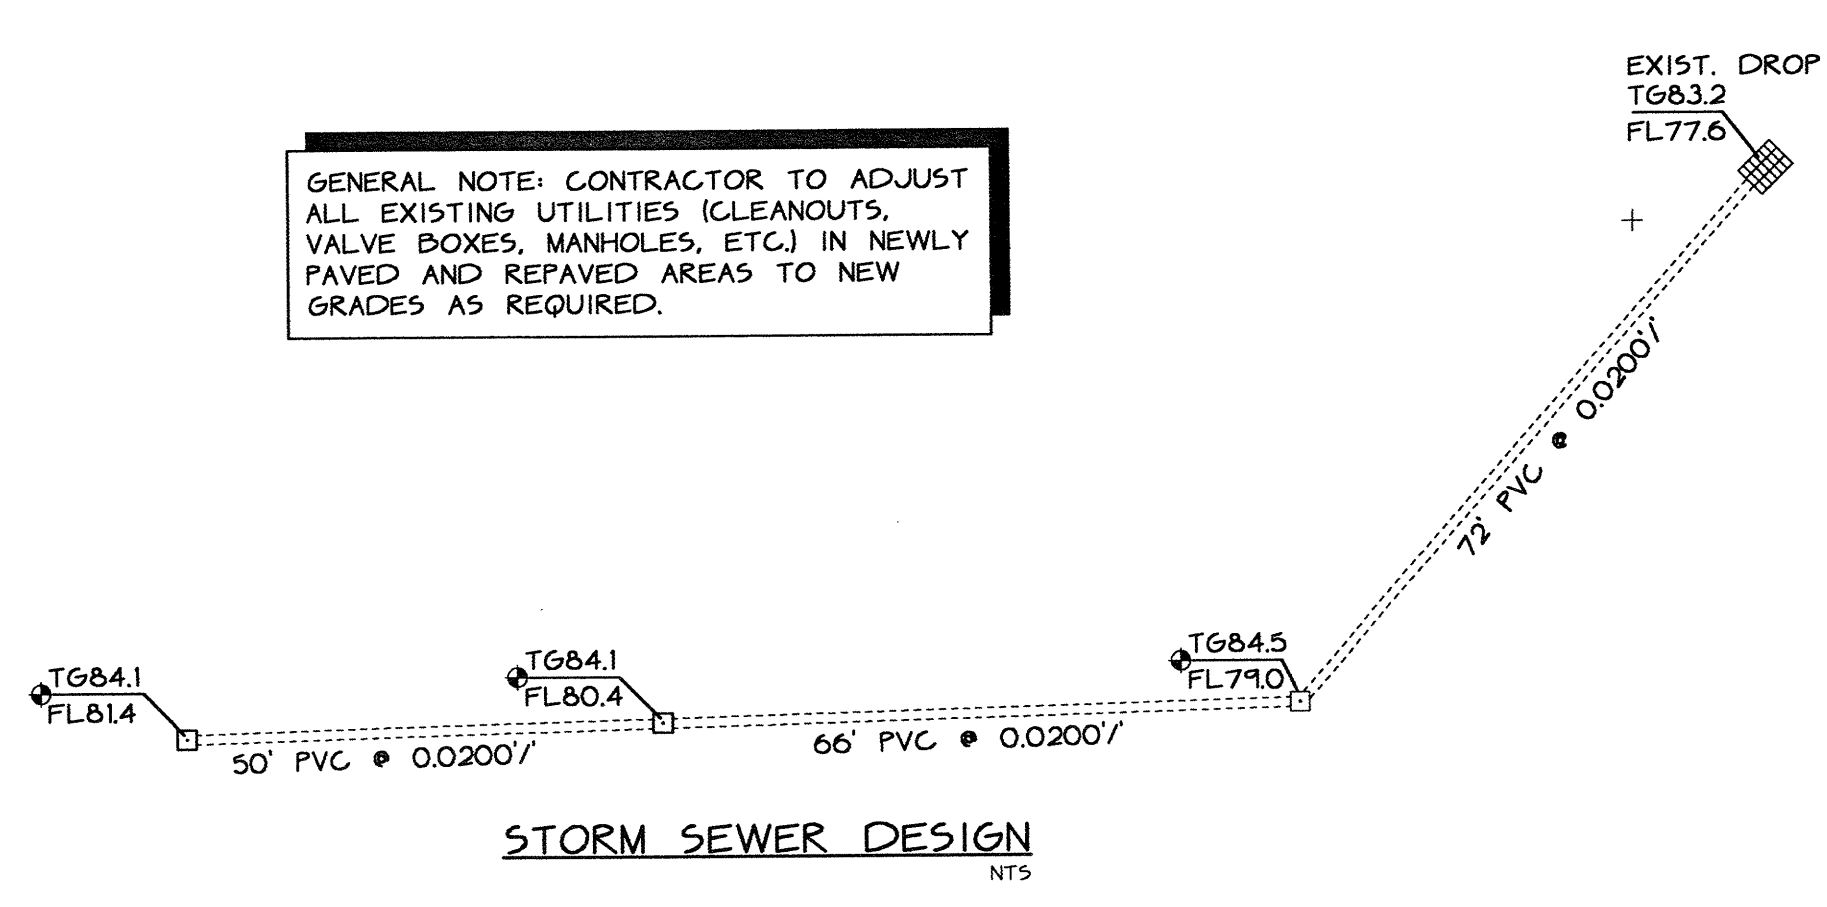 EXIST. DROP
TG83.2
FL77.6
GENERAL NOTE: CONTRACTOR TO ADJUST
ALL EXISTING UTILITIES (CLEANOUTS,
VALVE BOXES, MANHOLES, ETC.) IN NEWLY
PAVED AND REPAVED AREAS TO NEW
GRADES AS REQUIRED.
72' PVC @ 0.0200'/'
TG84.5
FL79.0
TG84.1
FL80.4
TG84.1
FL81.4
50' PVC @ 0.0200'/'
66' PVC @ 0.0200'/'
STORM SEWER DESIGN
NTS